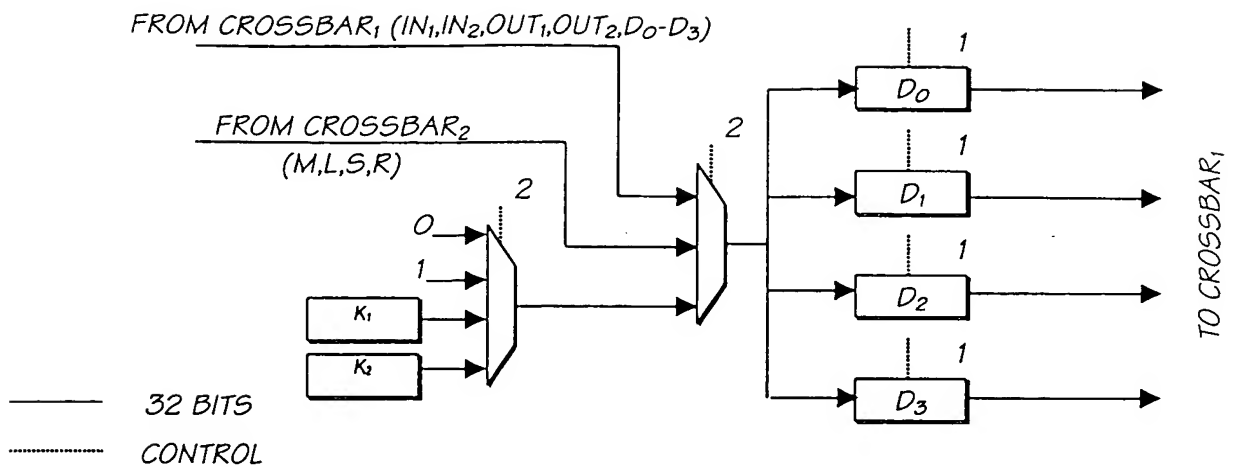 FROM CROSSBAR₁ (IN₁,IN₂,OUT₁,OUT₂,D₀-D₃)
1
D₀
FROM CROSSBAR₂
(M,L,S,R)
2
1
D₁
2
0
1
K₁
K₂
1
D₂
1
D₃
TO CROSSBAR₁
32 BITS
CONTROL